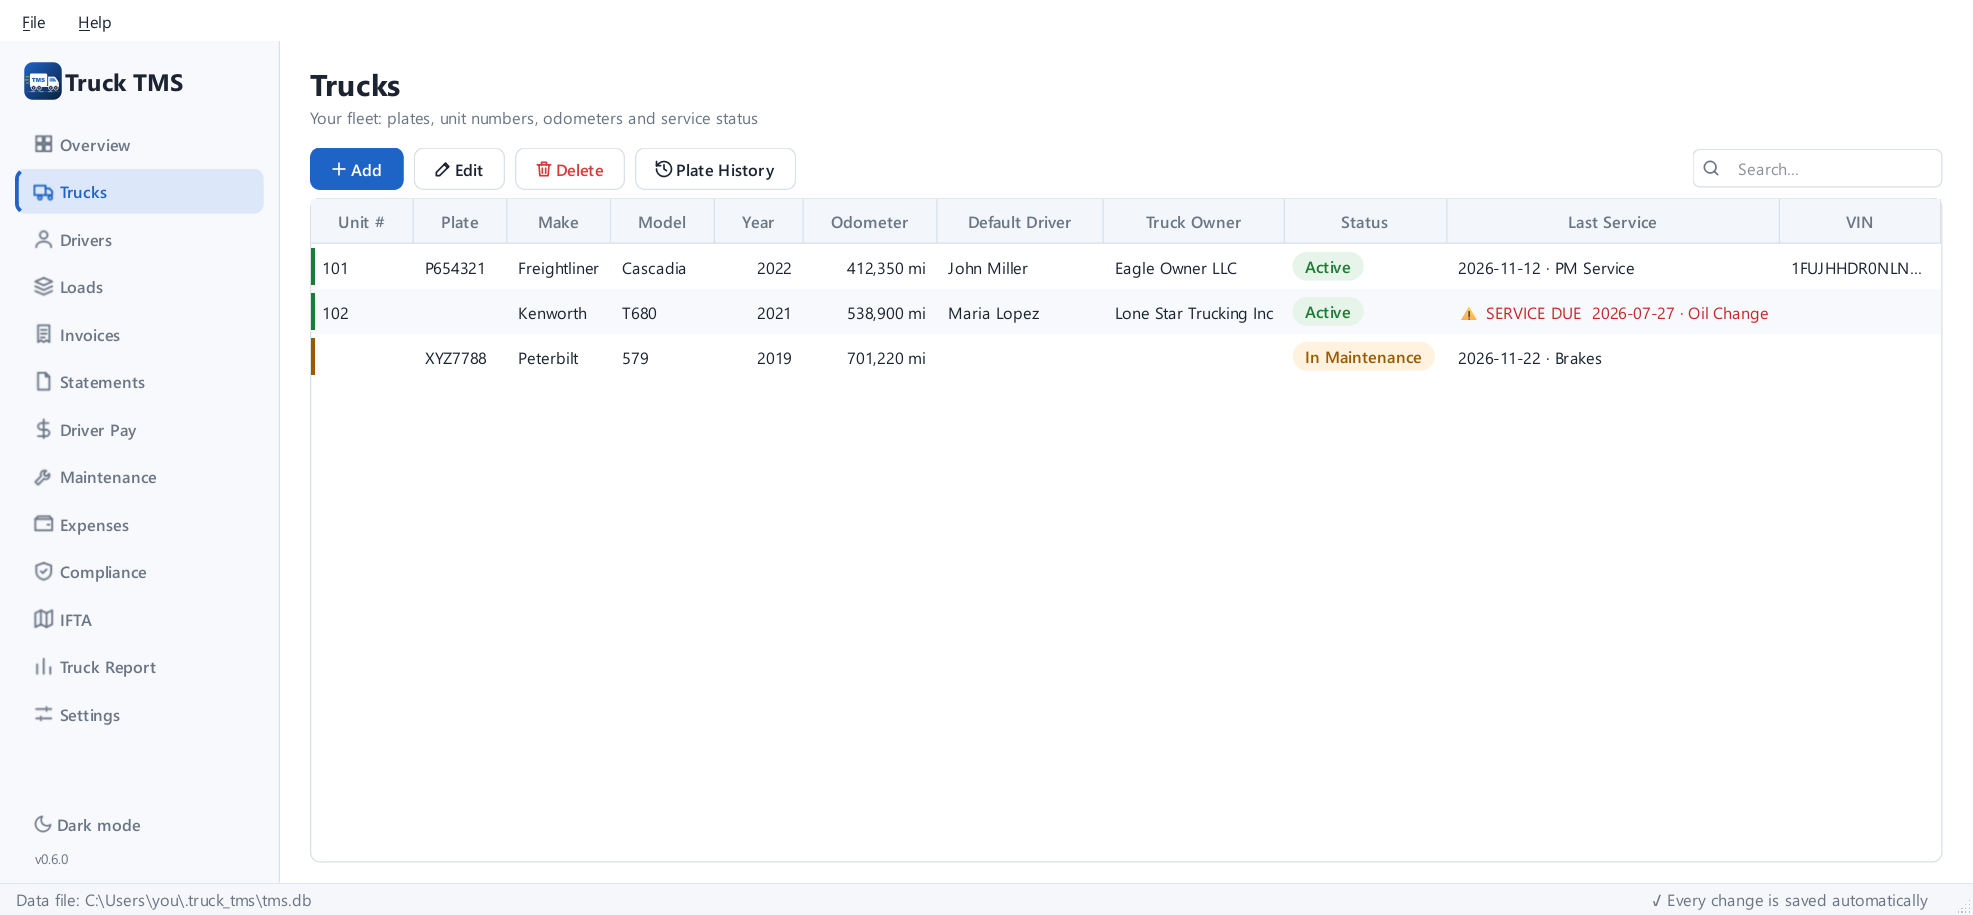 File Help
TMS
Truck TMS
Overview
Trucks
Drivers
Loads
Invoices
Statements
Driver Pay
Maintenance
Expenses
Compliance
IFTA
Truck Report
Settings
Dark mode
v0.6.0
Trucks
Your fleet: plates, unit numbers, odometers and service status
Add Edit Delete Plate History Search...
Unit # Plate Make Model Year Odometer Default Driver Truck Owner Status Last Service VIN
101 P654321 Freightliner Cascadia 2022 412,350 mi John Miller Eagle Owner LLC Active 2026-11-12 · PM Service 1FUJHHDR0NLN...
102 Kenworth T680 2021 538,900 mi Maria Lopez Lone Star Trucking Inc Active ⚠ SERVICE DUE 2026-07-27 · Oil Change
XYZ7788 Peterbilt 579 2019 701,220 mi In Maintenance 2026-11-22 · Brakes
Data file: C:\Users\you\.truck_tms\tms.db ✓ Every change is saved automatically